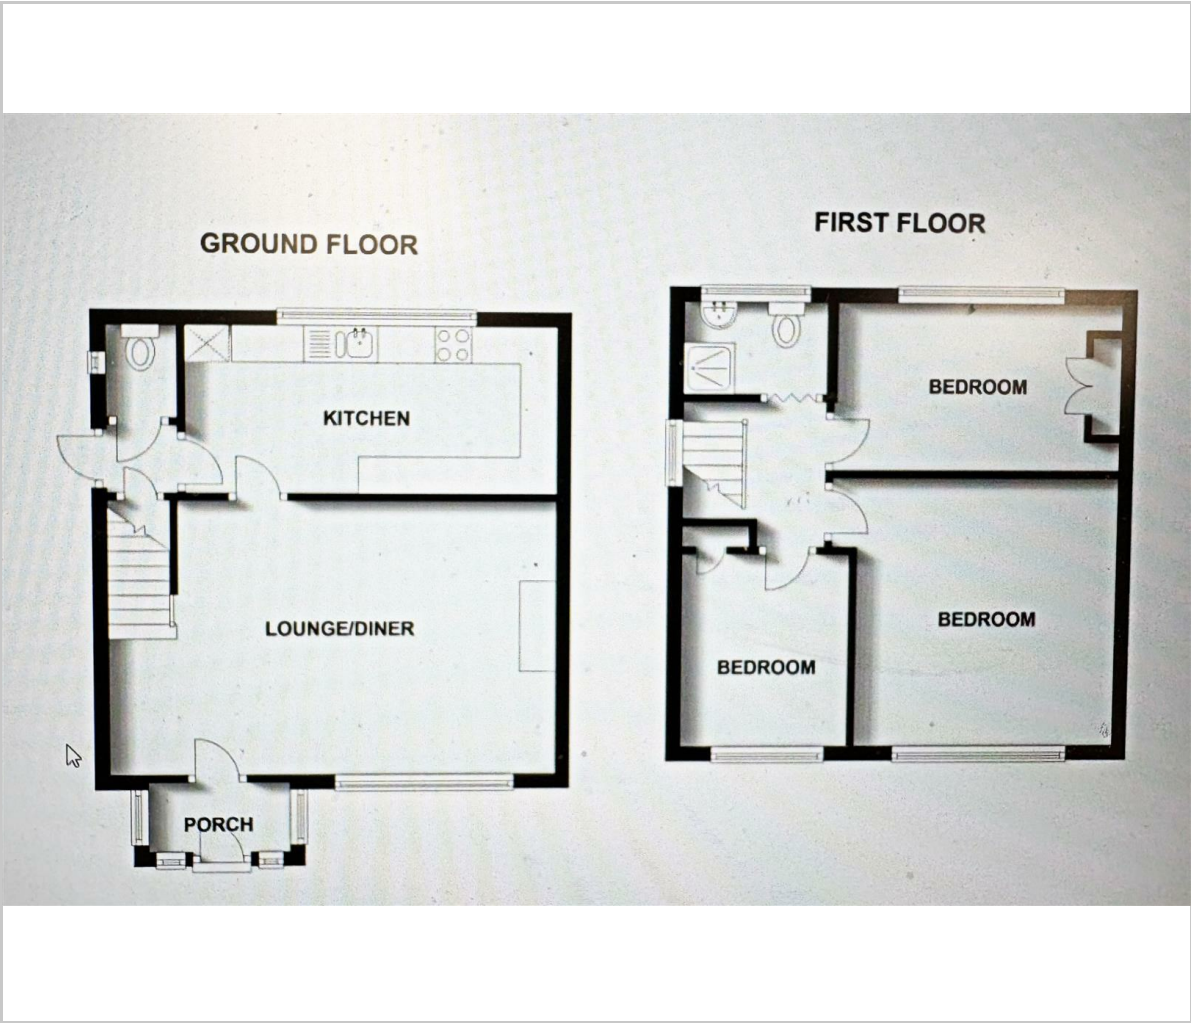 GROUND FLOOR
KITCHEN
LOUNGE/DINER
PORCH
FIRST FLOOR
BEDROOM
BEDROOM
BEDROOM